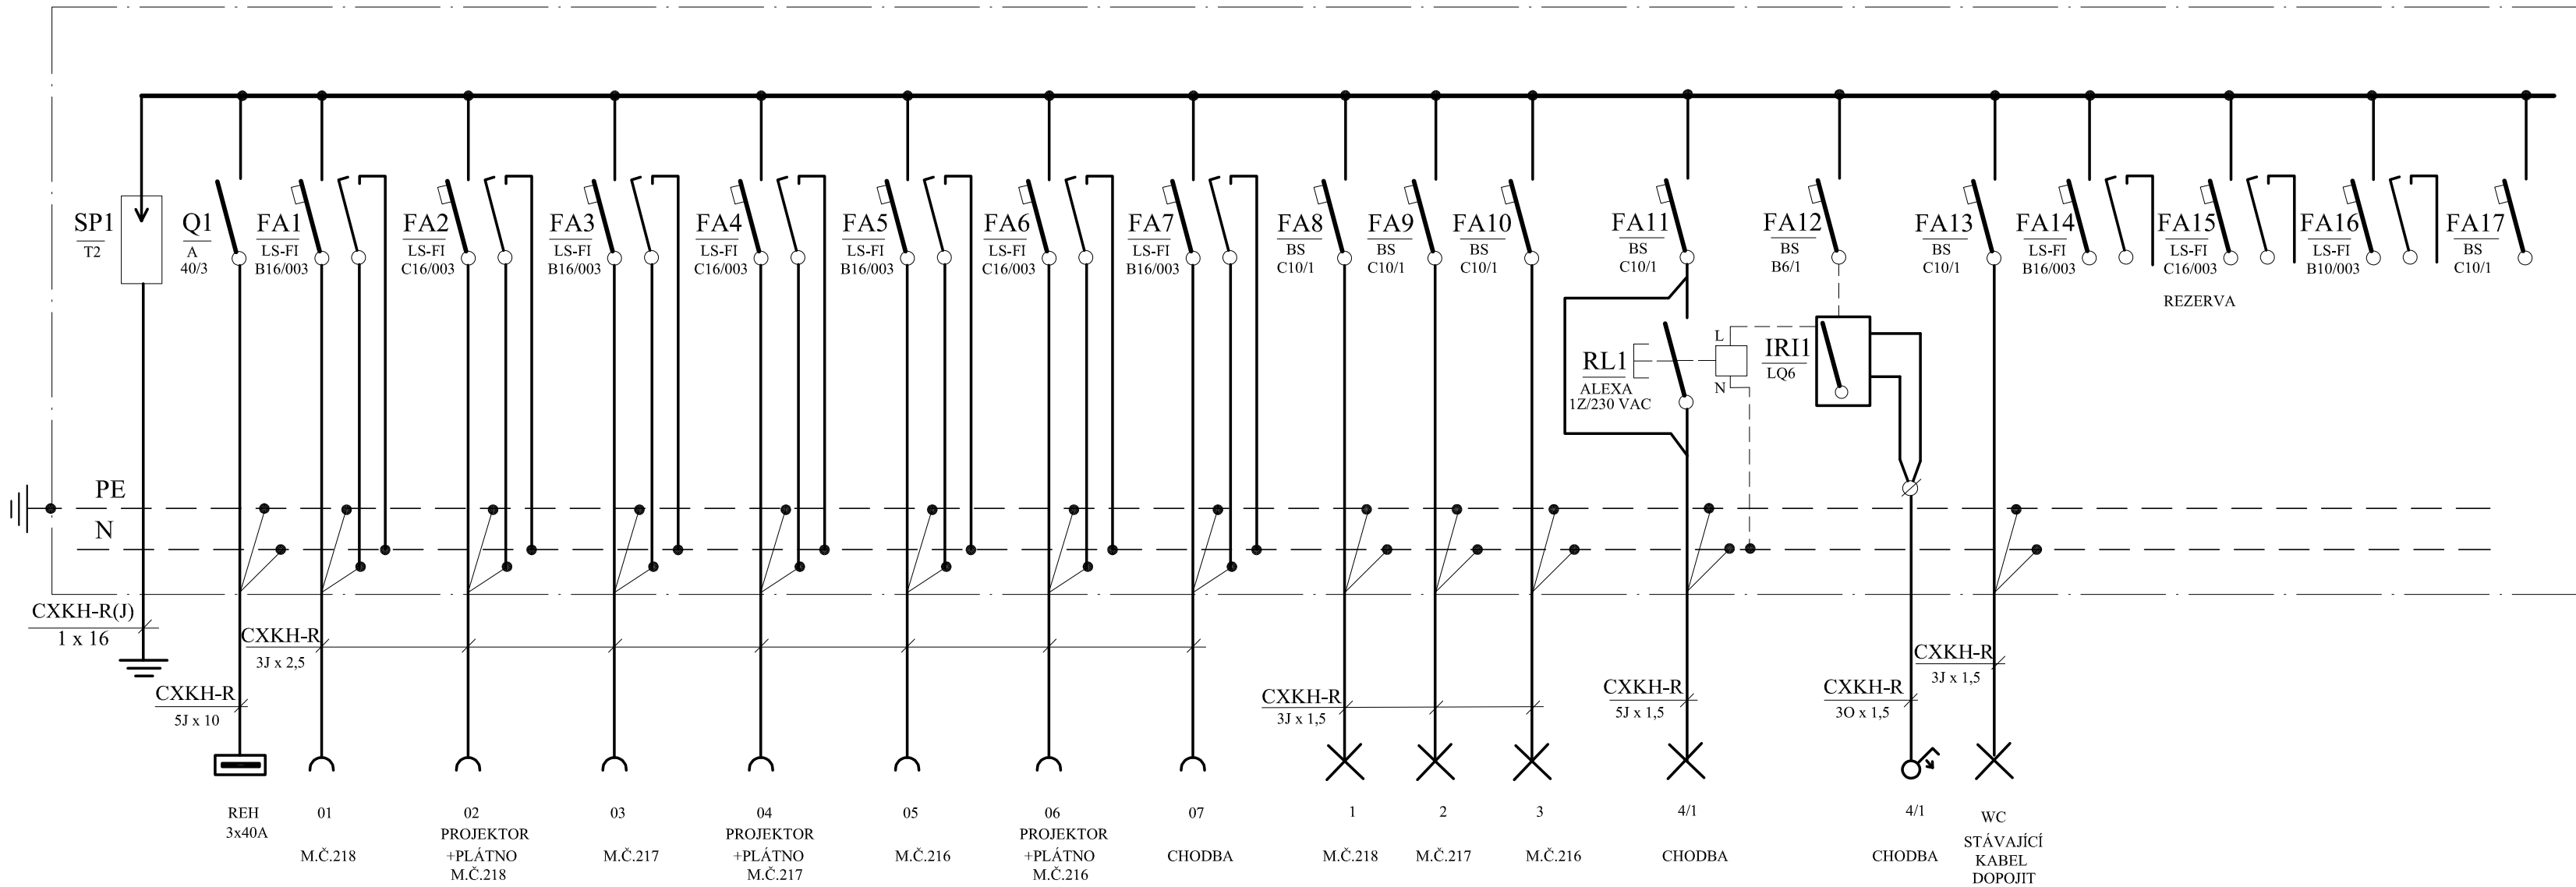 SP1
T2
Q1
A
40/3
FA1
LS-FI
B16/003
FA2
LS-FI
C16/003
FA3
LS-FI
B16/003
FA4
LS-FI
C16/003
FA5
LS-FI
B16/003
FA6
LS-FI
C16/003
FA7
LS-FI
B16/003
FA8
BS
C10/1
FA9
BS
C10/1
FA10
BS
C10/1
FA11
BS
C10/1
FA12
BS
B6/1
FA13
BS
C10/1
FA14
LS-FI
B16/003
FA15
LS-FI
C16/003
FA16
LS-FI
B10/003
FA17
BS
C10/1
REZERVA
RL1
ALEXA
1Z/230 VAC
L
N
IRI1
LQ6
PE
N
CXKH-R(J)
1 x 16
CXKH-R
3J x 2,5
CXKH-R
5J x 10
CXKH-R
3J x 1,5
CXKH-R
5J x 1,5
CXKH-R
3O x 1,5
CXKH-R
3J x 1,5
REH
3x40A
01
M.Č.218
02
PROJEKTOR
+PLÁTNO
M.Č.218
03
M.Č.217
04
PROJEKTOR
+PLÁTNO
M.Č.217
05
M.Č.216
06
PROJEKTOR
+PLÁTNO
M.Č.216
07
CHODBA
1
M.Č.218
2
M.Č.217
3
M.Č.216
4/1
CHODBA
4/1
CHODBA
WC
STÁVAJÍCÍ
KABEL
DOPOJIT